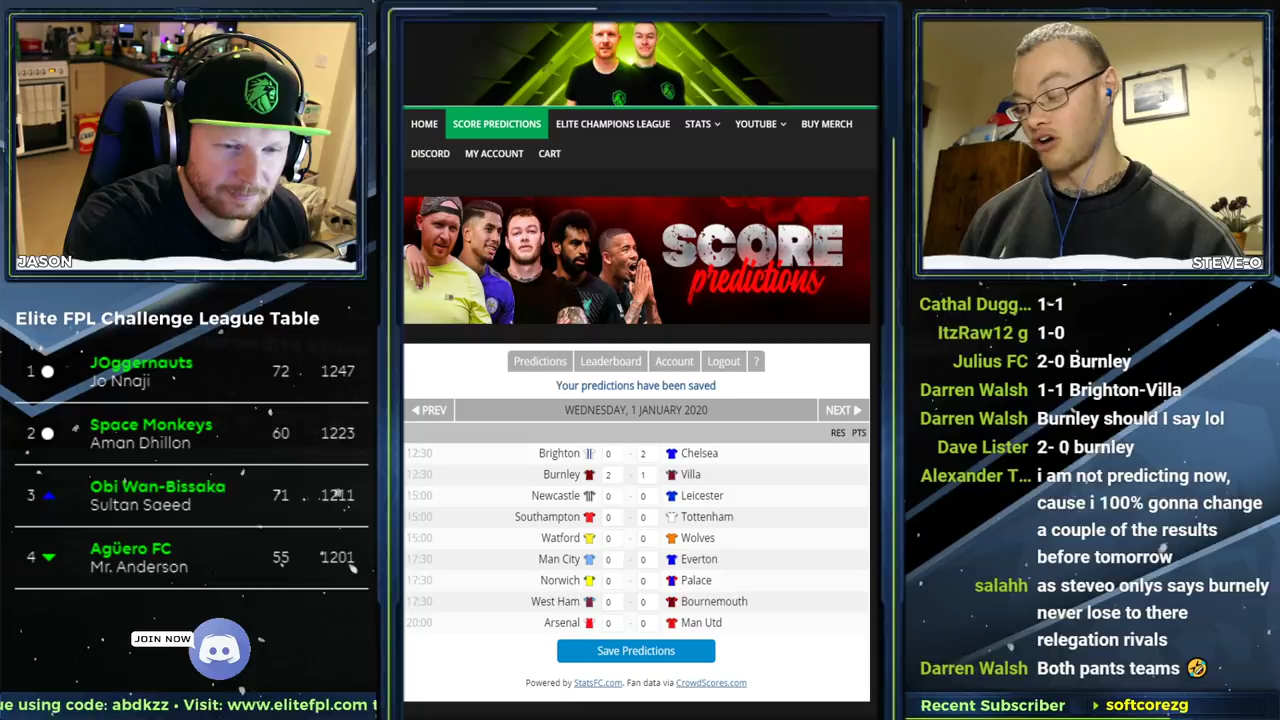 JASON
Elite FPL Challenge League Table
1 JOggernauts 72 1247
Jo Nnaji
2 Space Monkeys 60 1223
Aman Dhillon
3 Obi Wan-Bissaka 71 1211
Sultan Saeed
4 Agüero FC 55 1201
Mr. Anderson
JOIN NOW
ue using code: abdkzz • Visit: www.elitefpl.com t
HOME SCORE PREDICTIONS ELITE CHAMPIONS LEAGUE STATS YOUTUBE BUY MERCH
DISCORD MY ACCOUNT CART
SCORE
predictions
Predictions Leaderboard Account Logout ?
Your predictions have been saved
PREV WEDNESDAY, 1 JANUARY 2020 NEXT
RES PTS
12:30 Brighton 0 - 2 Chelsea
12:30 Burnley 2 - 1 Villa
15:00 Newcastle 0 - 0 Leicester
15:00 Southampton 0 - 0 Tottenham
15:00 Watford 0 - 0 Wolves
17:30 Man City 0 - 0 Everton
17:30 Norwich 0 - 0 Palace
17:30 West Ham 0 - 0 Bournemouth
20:00 Arsenal 0 - 0 Man Utd
Save Predictions
Powered by StatsFC.com. Fan data via CrowdScores.com
STEVE-O
Cathal Dugg... 1-1
ItzRaw12 g 1-0
Julius FC 2-0 Burnley
Darren Walsh 1-1 Brighton-Villa
Darren Walsh Burnley should I say lol
Dave Lister 2- 0 burnley
Alexander T... i am not predicting now,
cause i 100% gonna change
a couple of the results
before tomorrow
salahh as steveo onlys says burnely
never lose to there
relegation rivals
Darren Walsh Both pants teams 🤣
Recent Subscriber softcorezg